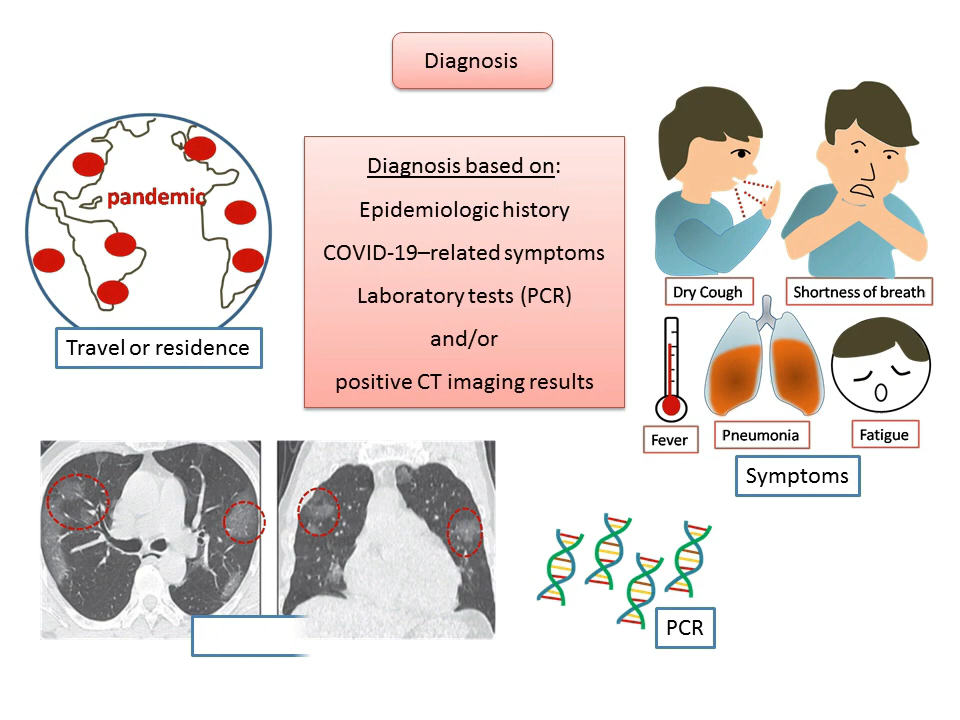 Diagnosis
Diagnosis based on:
Epidemiologic history
COVID-19–related symptoms
Laboratory tests (PCR)
and/or
positive CT imaging results
pandemic
Travel or residence
Dry Cough
Shortness of breath
Fever
Pneumonia
Fatigue
Symptoms
PCR